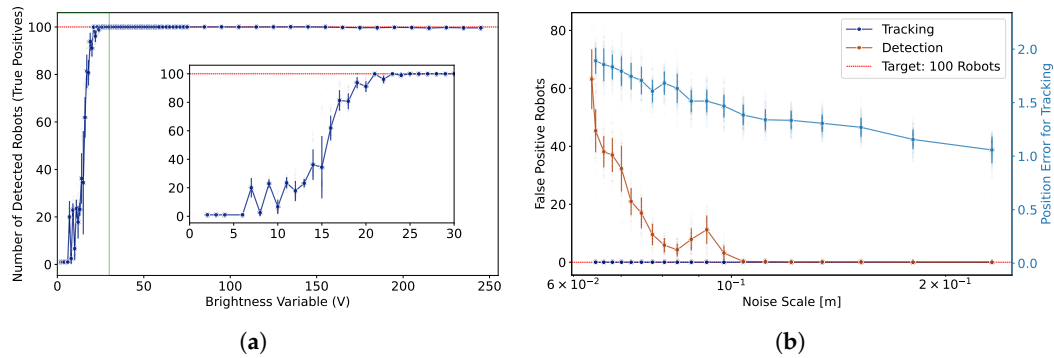 Number of Detected Robots (True Positives)
100
80
60
40
20
0
100
80
60
40
20
0
0 5 10 15 20 25 30
0 50 100 150 200 250
Brightness Variable (V)
(a)
False Positive Robots
80
60
40
20
0
Tracking
Detection
Target: 100 Robots
2.0
1.5
1.0
0.5
0.0
Position Error for Tracking
6 × 10⁻² 10⁻¹ 2 × 10⁻¹
Noise Scale [m]
(b)